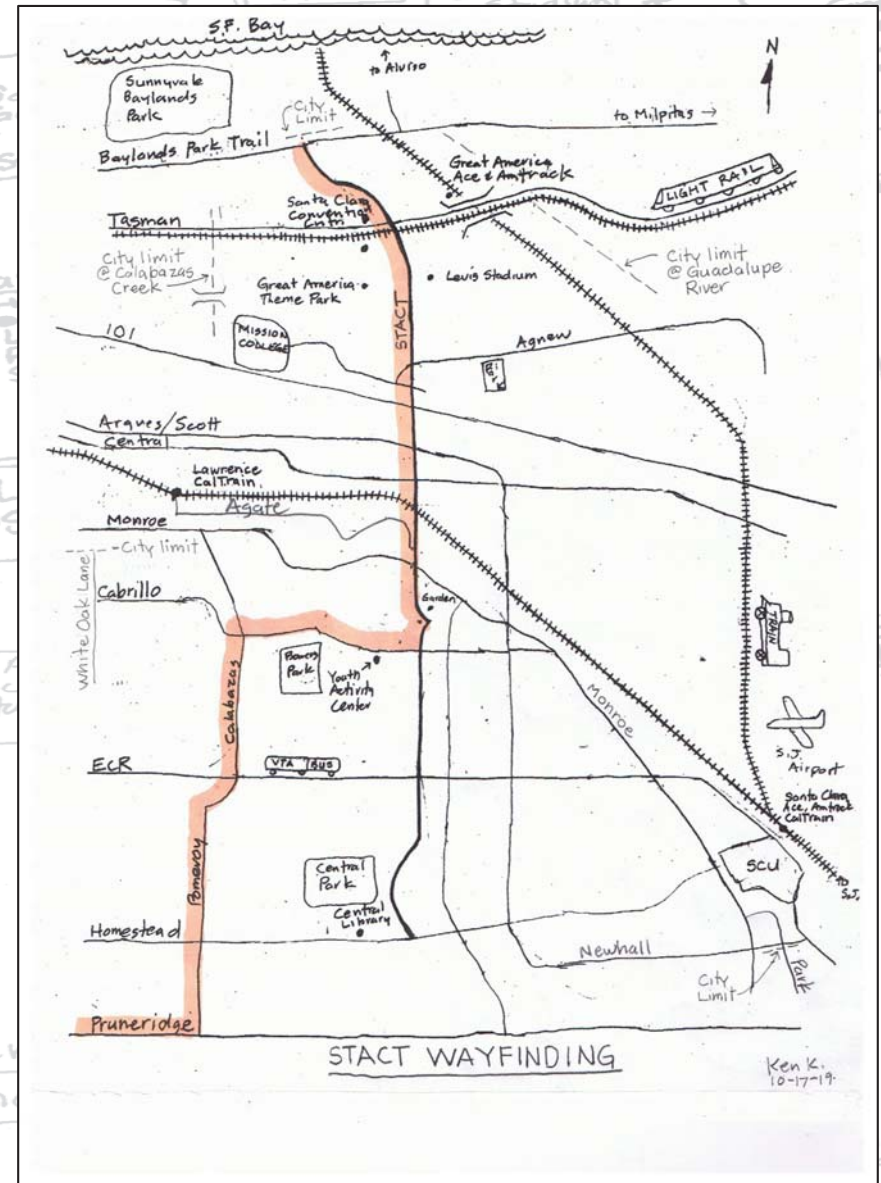 S.F. Bay
N
to Alviso
Sunnyvale
Baylands
Park
City
Limit
to Milpitas →
Baylands Park Trail
Great America
Ace & Amtrack
LIGHT RAIL
Santa Clara
Convention
Cntr
Tasman
City limit
@ Calabazas
Creek
Great America
Theme Park
Levis Stadium
City limit
@ Guadalupe
River
STACT
MISSION
COLLEGE
101
Agnew
Arques/Scott
Central
Lawrence
CalTrain
Agate
Monroe
City limit
White Oak Lane
Cabrillo
Garden
TRAIN
Park
Youth
Activity
Center
Calabazas
Monroe
S.J.
Airport
ECR
VTA BUS
Santa Clara
Ace, Amtrack
CalTrain
Pomeroy
SCU
to
S.J.
Central
Park
Central
Library
Homestead
Newhall
City
Limit
Park
Pruneridge
STACT WAYFINDING
Ken K.
10-17-19